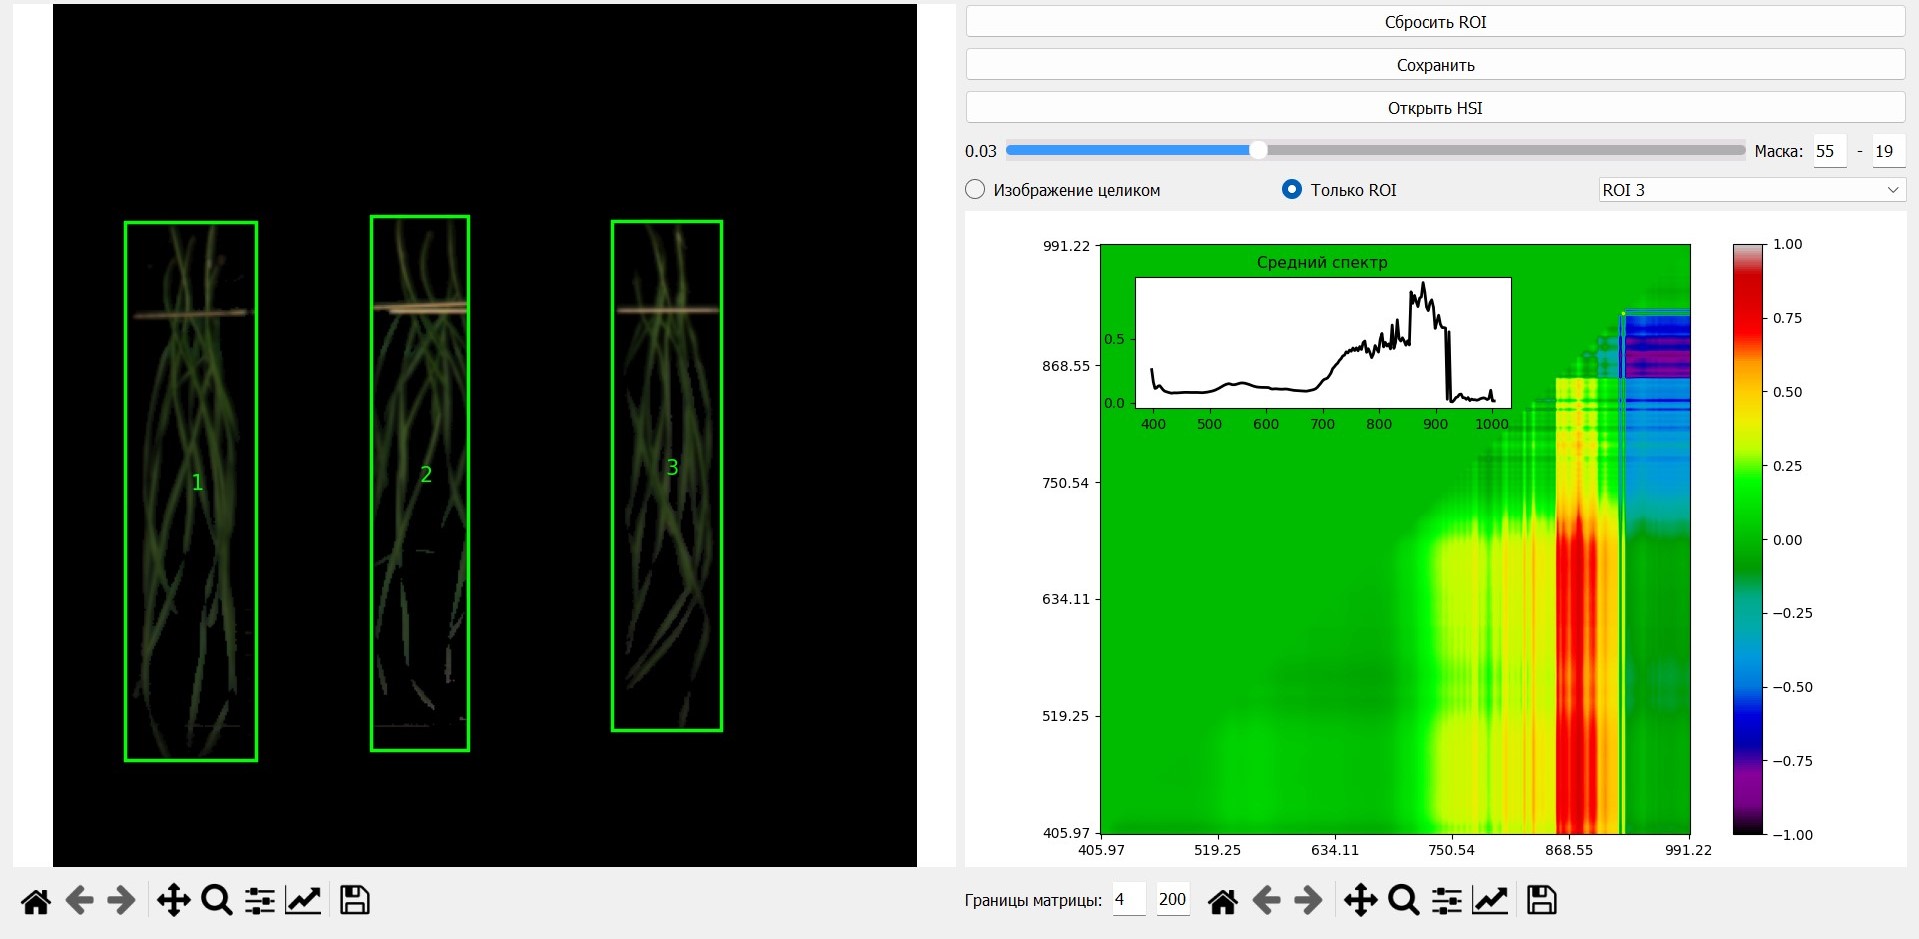 Сбросить ROI
Сохранить
Открыть HSI
0.03 Маска: 55 - 19
Изображение целиком Только ROI ROI 3
1
2
3
991.22
868.55
750.54
634.11
519.25
405.97
Средний спектр
0.5
0.0
400 500 600 700 800 900 1000
405.97 519.25 634.11 750.54 868.55 991.22
1.00
0.75
0.50
0.25
0.00
−0.25
−0.50
−0.75
−1.00
Границы матрицы: 4 200